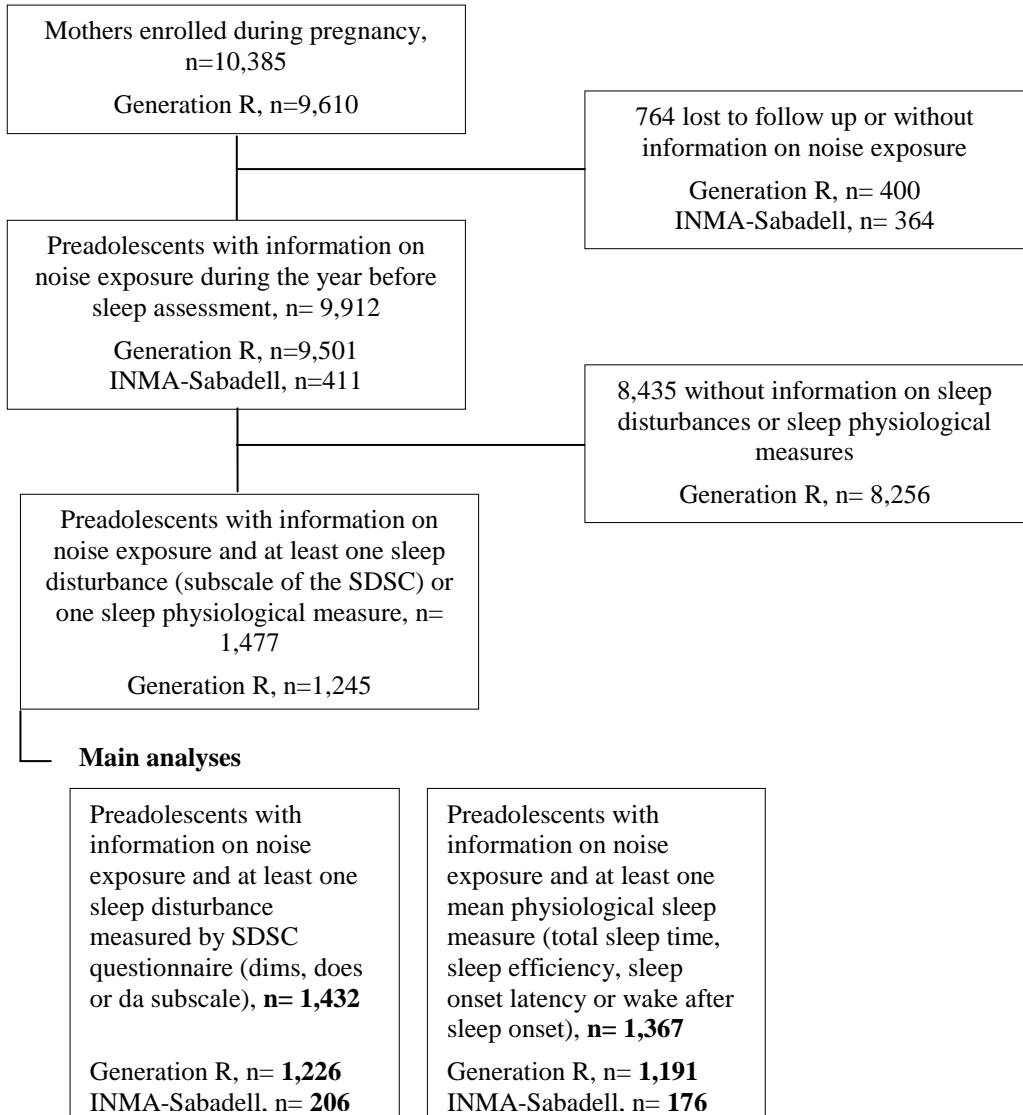 Mothers enrolled during pregnancy,
n=10,385
Generation R, n=9,610
764 lost to follow up or without
information on noise exposure
Generation R, n= 400
INMA-Sabadell, n= 364
Preadolescents with information on
noise exposure during the year before
sleep assessment, n= 9,912
Generation R, n=9,501
INMA-Sabadell, n=411
8,435 without information on sleep
disturbances or sleep physiological
measures
Generation R, n= 8,256
Preadolescents with information on
noise exposure and at least one sleep
disturbance (subscale of the SDSC) or
one sleep physiological measure, n=
1,477
Generation R, n=1,245
Main analyses
Preadolescents with
information on noise
exposure and at least one
sleep disturbance
measured by SDSC
questionnaire (dims, does
or da subscale), n= 1,432
Generation R, n= 1,226
INMA-Sabadell, n= 206
Preadolescents with
information on noise
exposure and at least one
mean physiological sleep
measure (total sleep time,
sleep efficiency, sleep
onset latency or wake after
sleep onset), n= 1,367
Generation R, n= 1,191
INMA-Sabadell, n= 176